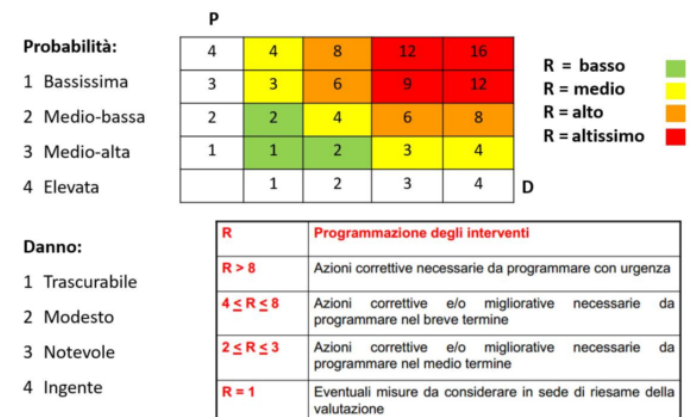 P
Probabilità:
1 Bassissima
2 Medio-bassa
3 Medio-alta
4 Elevata
4 4 8 12 16
3 3 6 9 12
2 2 4 6 8
1 1 2 3 4
1 2 3 4 D
R = basso
R = medio
R = alto
R = altissimo
Danno:
1 Trascurabile
2 Modesto
3 Notevole
4 Ingente
R Programmazione degli interventi
R > 8 Azioni correttive necessarie da programmare con urgenza
4 ≤ R ≤ 8 Azioni correttive e/o migliorative necessarie da
programmare nel breve termine
2 ≤ R ≤ 3 Azioni correttive e/o migliorative necessarie da
programmare nel medio termine
R = 1 Eventuali misure da considerare in sede di riesame della
valutazione